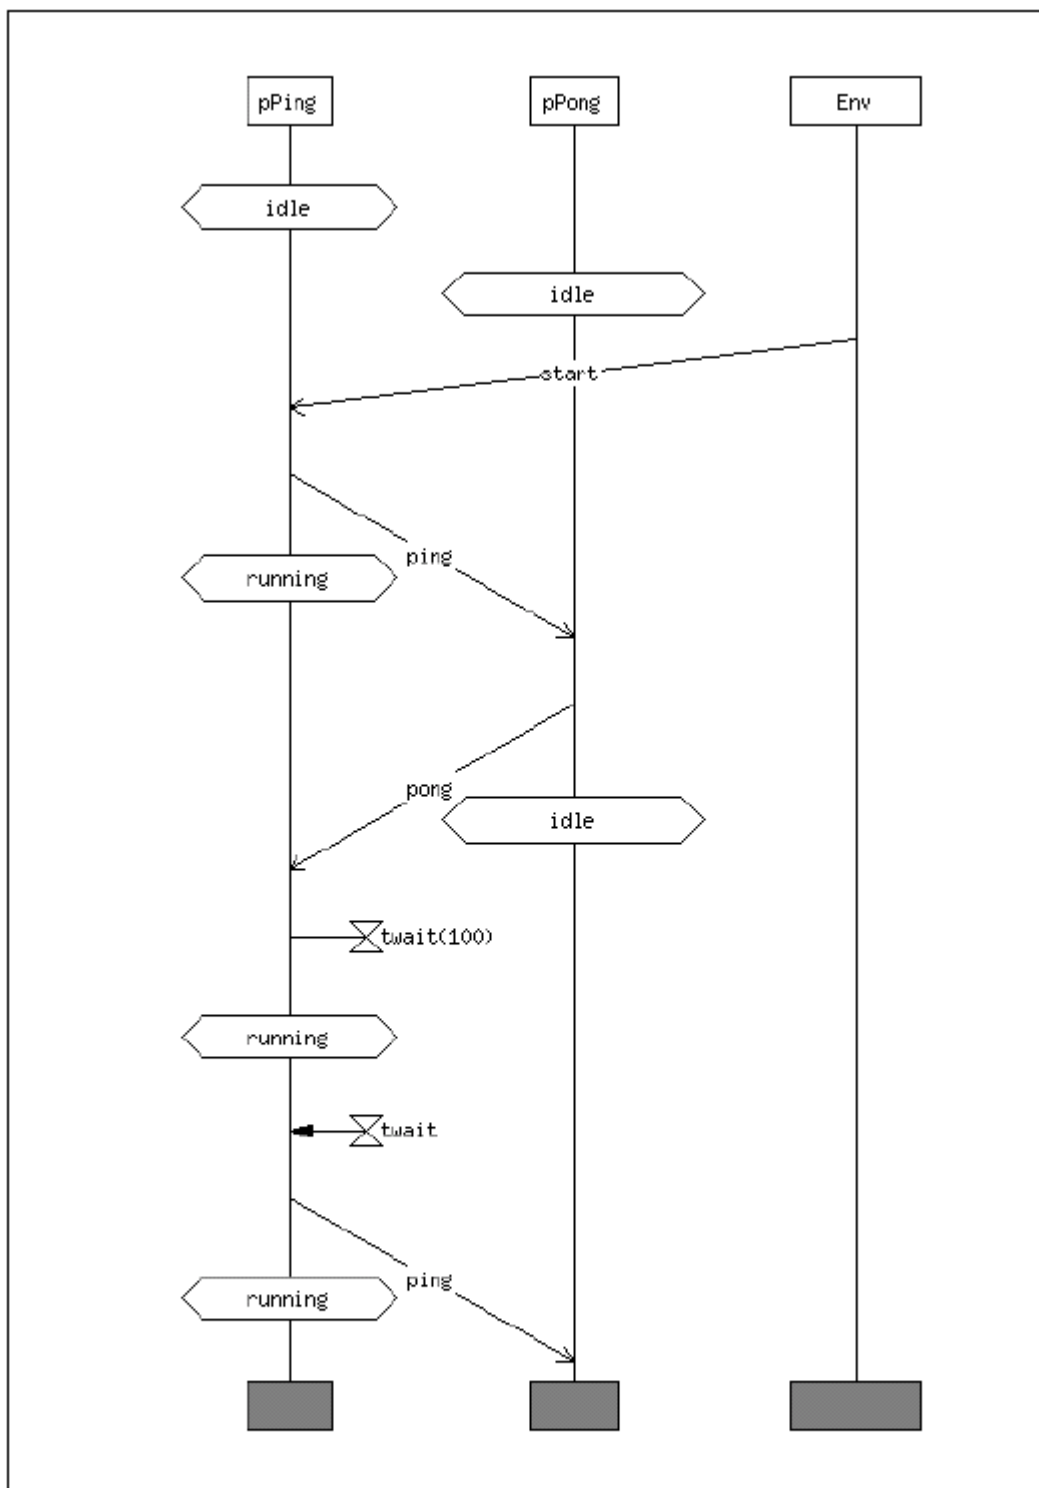 pPing pPong Env
idle
idle
start
ping
running
pong
idle
twait(100)
running
twait
ping
running